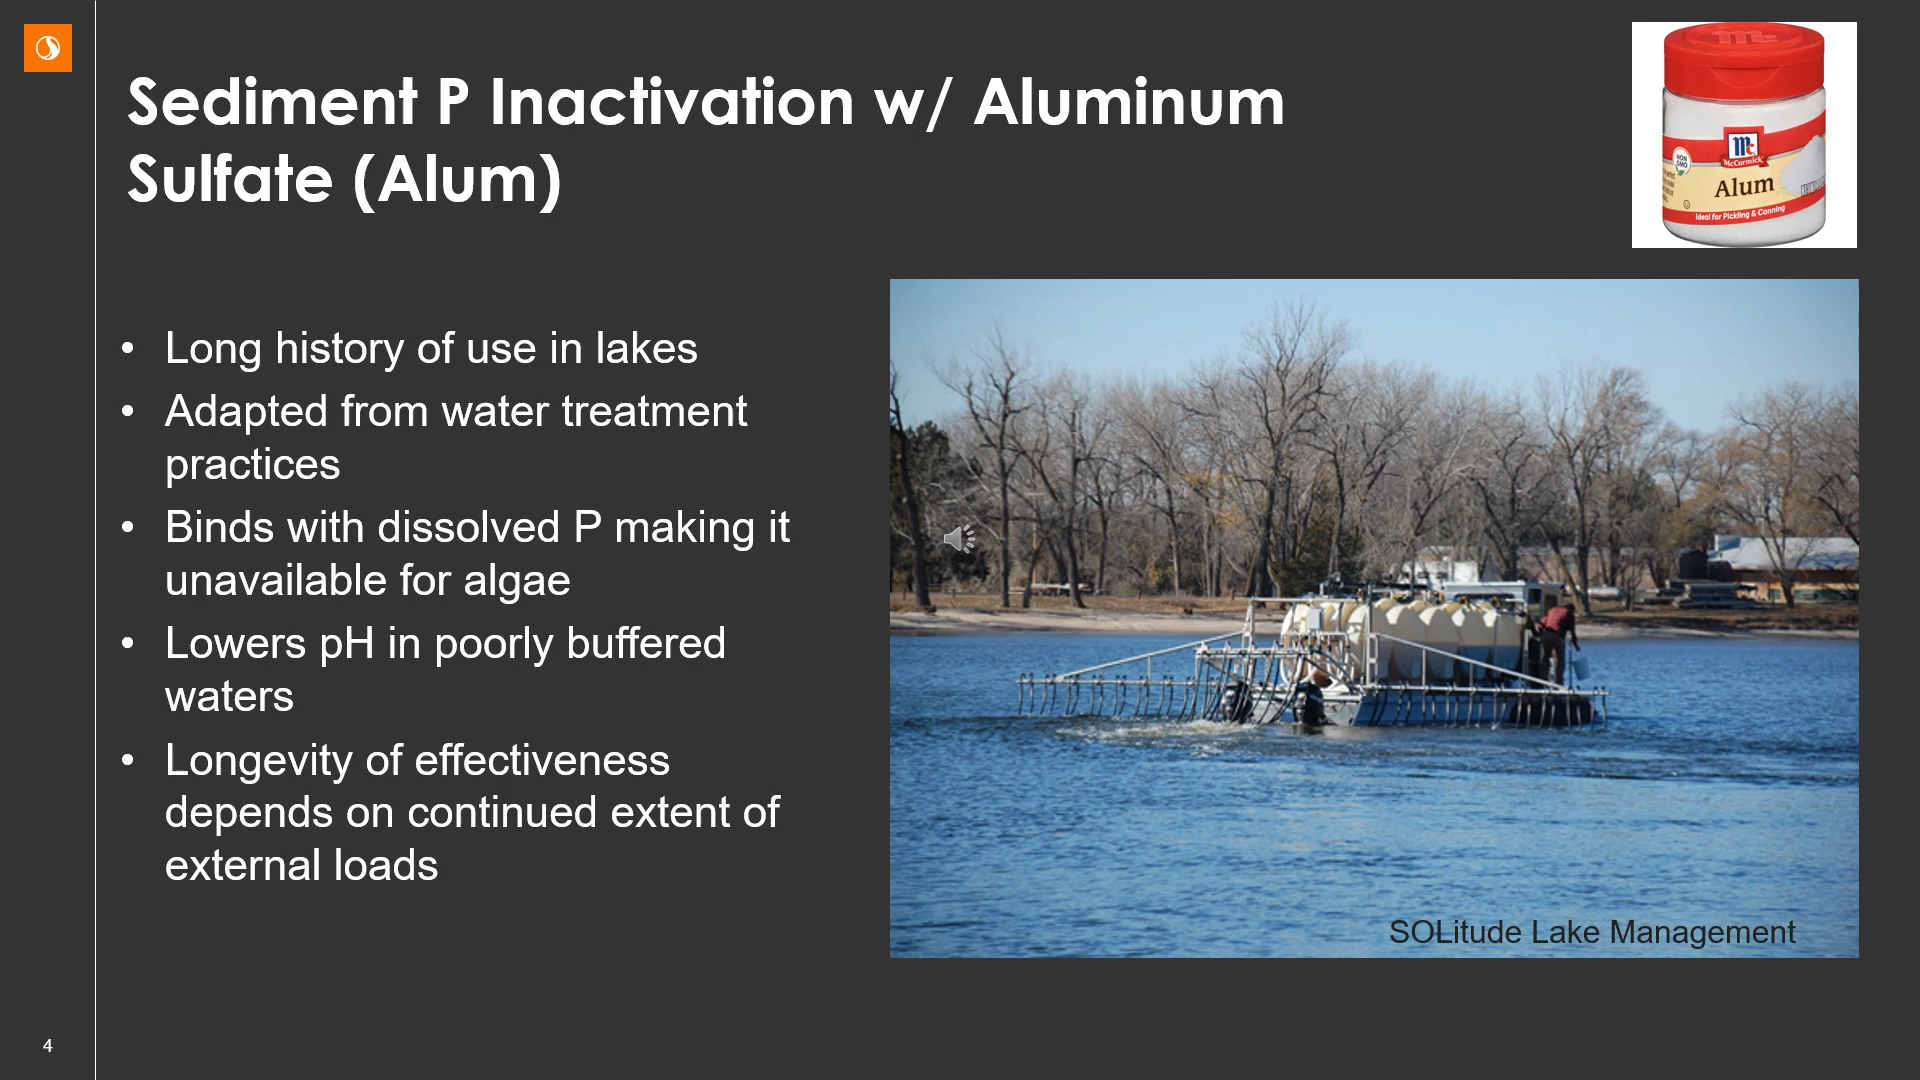 Sediment P Inactivation w/ Aluminum
Sulfate (Alum)
McCormick
NON
GMO
Alum
Ideal for Pickling & Canning
• Long history of use in lakes
• Adapted from water treatment
practices
• Binds with dissolved P making it
unavailable for algae
• Lowers pH in poorly buffered
waters
• Longevity of effectiveness
depends on continued extent of
external loads
SOLitude Lake Management
4